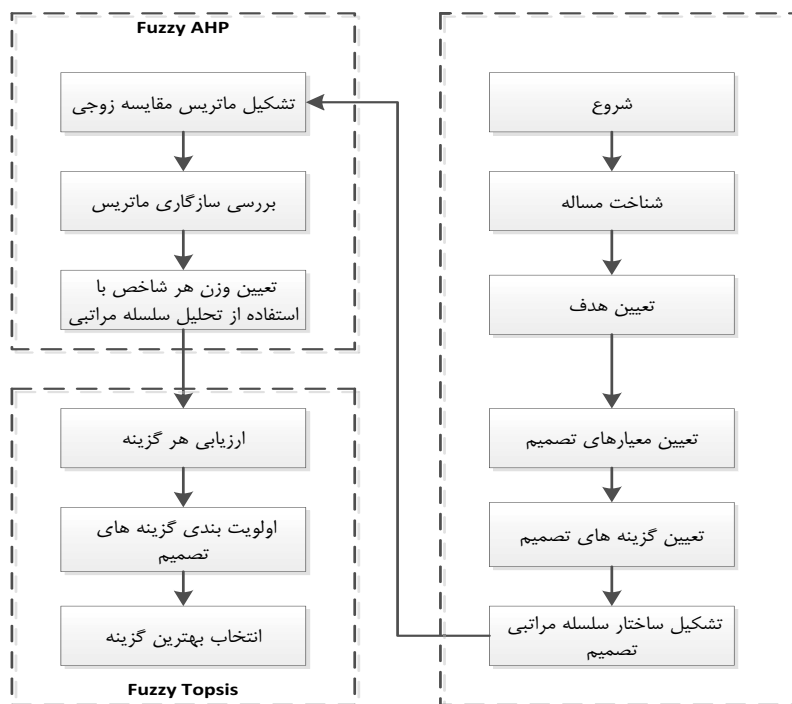 شروع
شناخت مساله
تعیین هدف
تعیین معیارهای تصمیم
تعیین گزینه های تصمیم
تشکیل ساختار سلسله مراتبی
تصمیم
Fuzzy AHP
تشکیل ماتریس مقایسه زوجی
بررسی سازگاری ماتریس
تعیین وزن هر شاخص با
استفاده از تحلیل سلسله مراتبی
ارزیابی هر گزینه
اولویت بندی گزینه های
تصمیم
انتخاب بهترین گزینه
Fuzzy Topsis